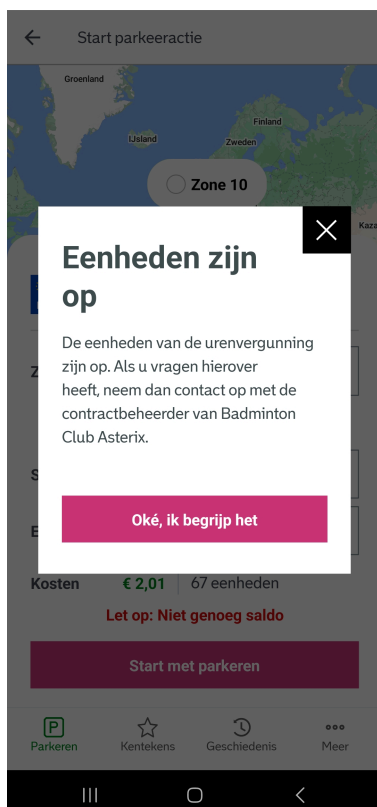 Start parkeeractie
Groenland
Finland
IJsland
Zweden
Zone 10
Kaza
Eenheden zijn
op
De eenheden van de urenvergunning
zijn op. Als u vragen hierover
heeft, neem dan contact op met de
contractbeheerder van Badminton
Club Asterix.
Z
S
E
Oké, ik begrijp het
Kosten € 2,01 67 eenheden
Let op: Niet genoeg saldo
Start met parkeren
P
Parkeren Kentekens Geschiedenis Meer